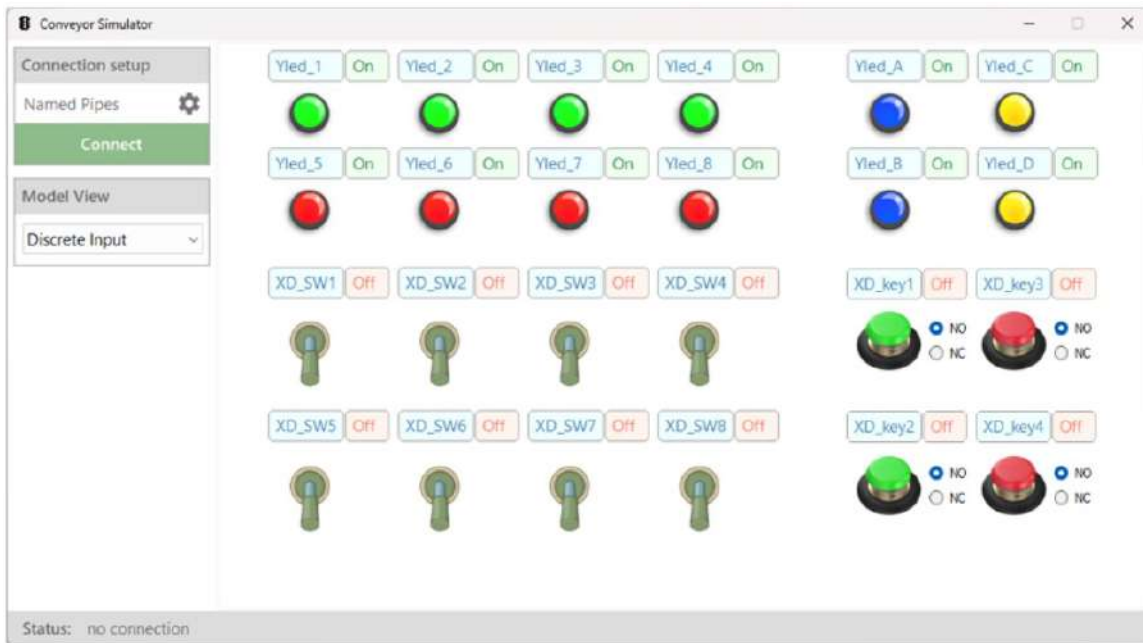 Conveyor Simulator
Connection setup
Named Pipes
Connect
Model View
Discrete Input
Yled_1 On Yled_2 On Yled_3 On Yled_4 On Yled_A On Yled_C On
Yled_5 On Yled_6 On Yled_7 On Yled_8 On Yled_B On Yled_D On
XD_SW1 Off XD_SW2 Off XD_SW3 Off XD_SW4 Off XD_key1 Off XD_key3 Off
NO NO
NC NC
XD_SW5 Off XD_SW6 Off XD_SW7 Off XD_SW8 Off XD_key2 Off XD_key4 Off
NO NO
NC NC
Status: no connection